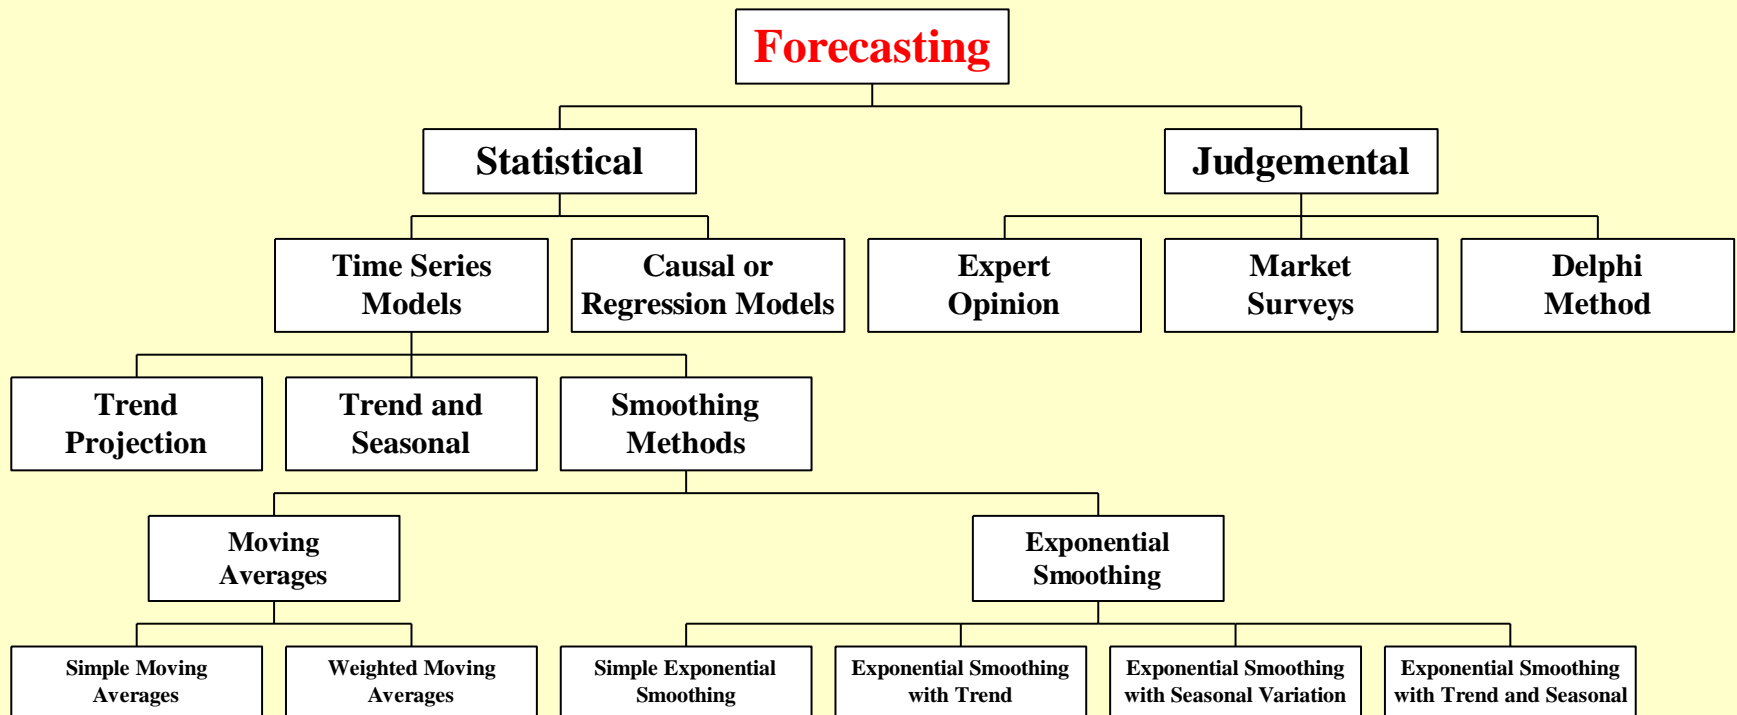 Forecasting
Statistical
Judgemental
Time Series
Models
Causal or
Regression Models
Expert
Opinion
Market
Surveys
Delphi
Method
Trend
Projection
Trend and
Seasonal
Smoothing
Methods
Moving
Averages
Exponential
Smoothing
Simple Moving
Averages
Weighted Moving
Averages
Simple Exponential
Smoothing
Exponential Smoothing
with Trend
Exponential Smoothing
with Seasonal Variation
Exponential Smoothing
with Trend and Seasonal